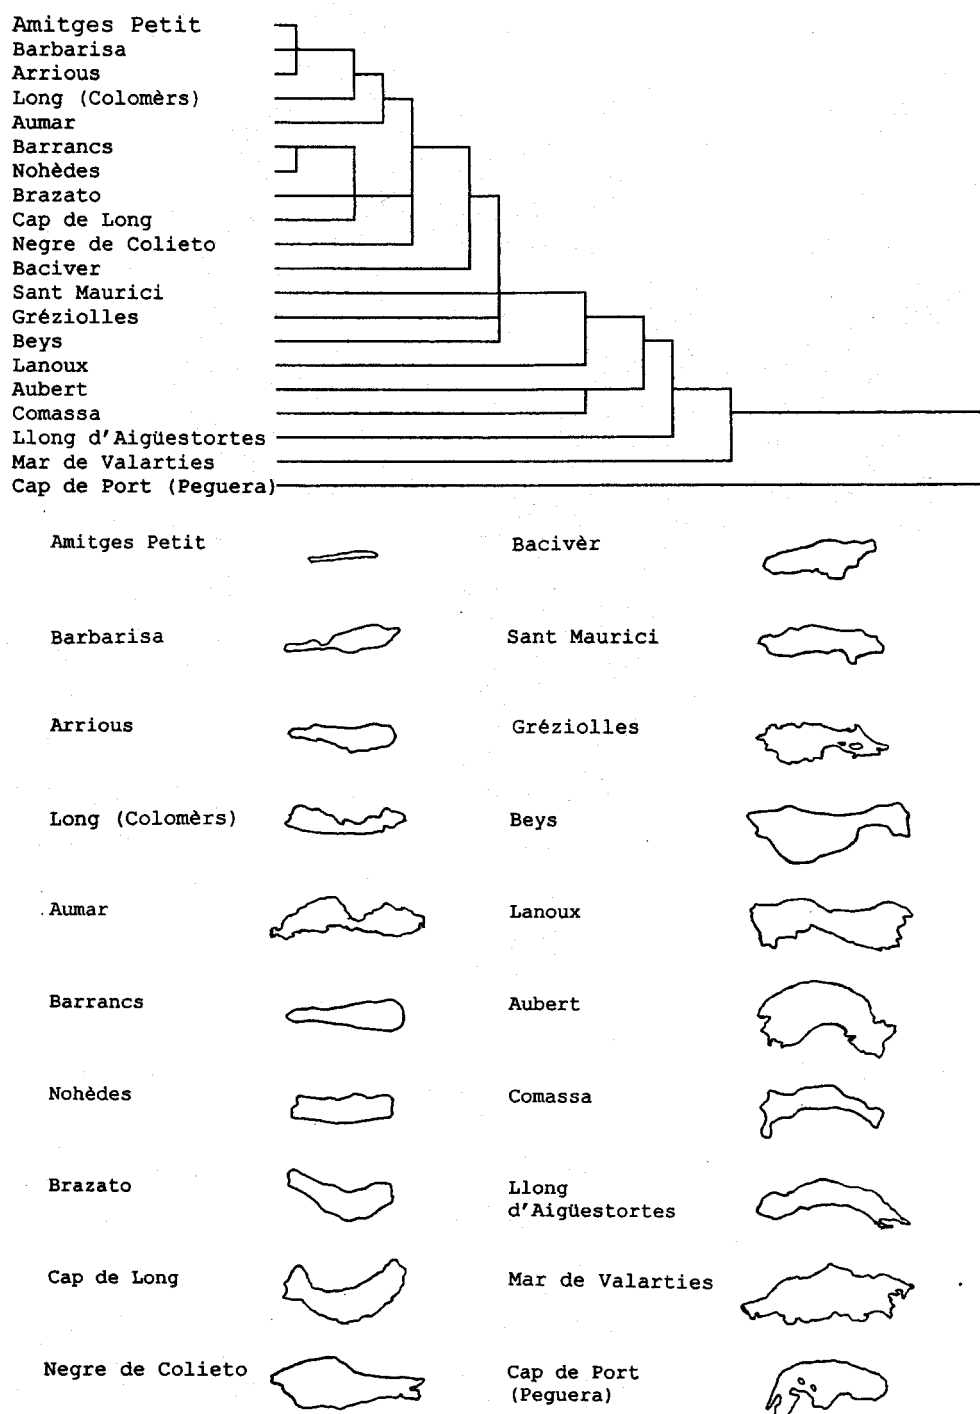 Amitges Petit
Barbarisa
Arrious
Long (Colomèrs)
Aumar
Barrancs
Nohèdes
Brazato
Cap de Long
Negre de Colieto
Baciver
Sant Maurici
Gréziolles
Beys
Lanoux
Aubert
Comassa
Llong d'Aigüestortes
Mar de Valarties
Cap de Port (Peguera)
Amitges Petit
Barbarisa
Arrious
Long (Colomèrs)
Aumar
Barrancs
Nohèdes
Brazato
Cap de Long
Negre de Colieto
Bacivèr
Sant Maurici
Gréziolles
Beys
Lanoux
Aubert
Comassa
Llong
d'Aigüestortes
Mar de Valarties
Cap de Port
(Peguera)